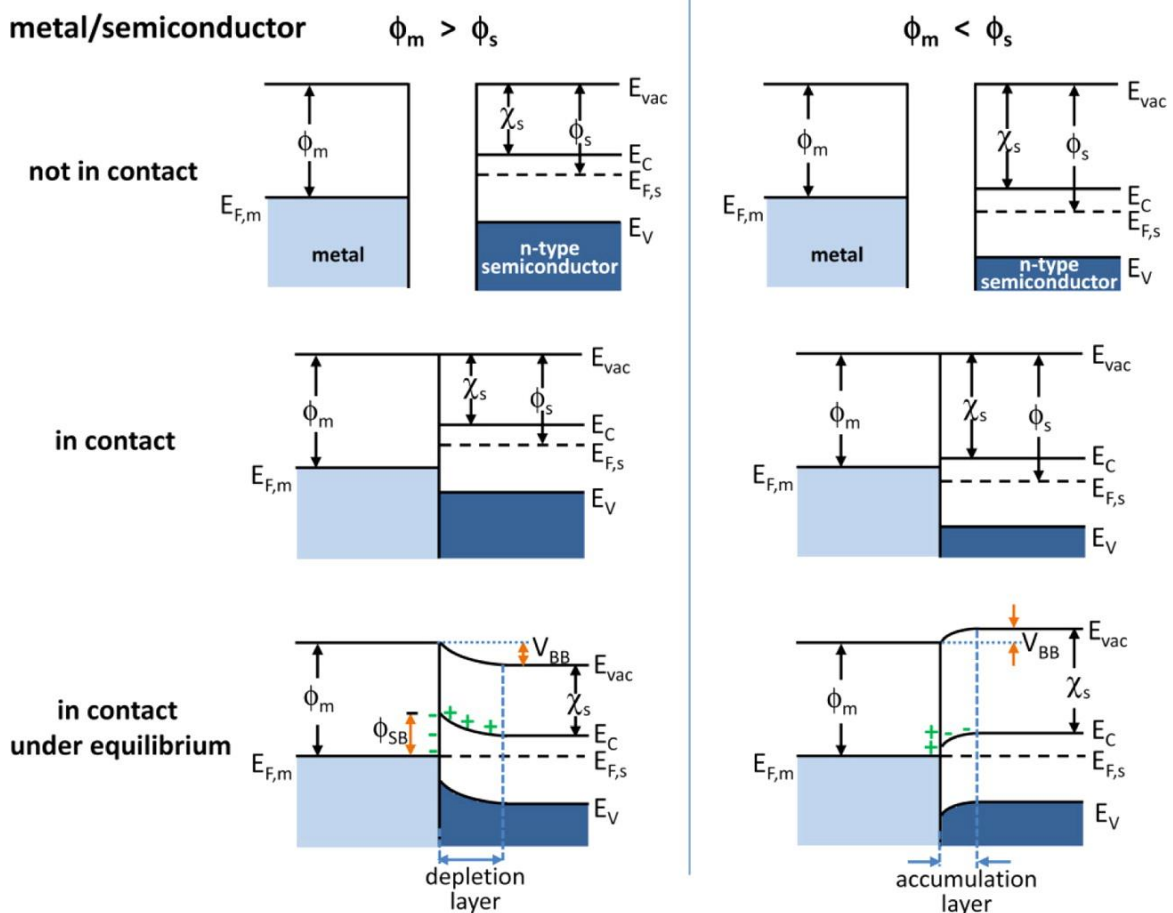 metal/semiconductor
ϕm > ϕs
ϕm < ϕs
not in contact
ϕm
EF,m
metal
χs
ϕs
Evac
EC
EF,s
EV
n-type
semiconductor
ϕm
EF,m
metal
χs
ϕs
Evac
EC
EF,s
EV
n-type
semiconductor
in contact
ϕm
EF,m
χs
ϕs
Evac
EC
EF,s
EV
ϕm
EF,m
χs
ϕs
Evac
EC
EF,s
EV
in contact
under equilibrium
ϕm
EF,m
ϕSB
- - -
+ + +
VBB
Evac
χs
EC
EF,s
EV
depletion
layer
ϕm
EF,m
+ +
- -
VBB
Evac
χs
EC
EF,s
EV
accumulation
layer